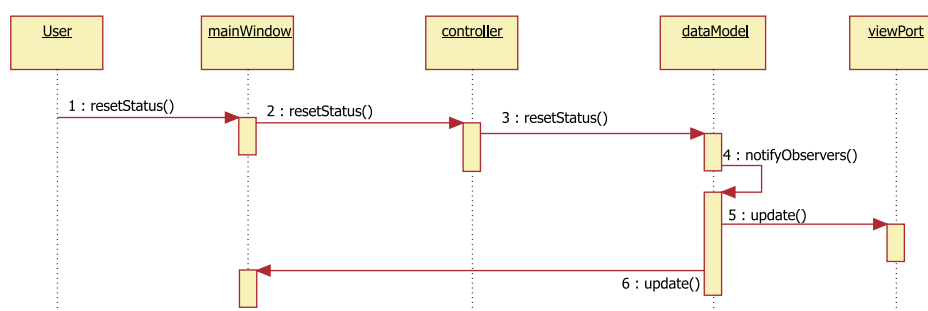 User
mainWindow
controller
dataModel
viewPort
1 : resetStatus()
2 : resetStatus()
3 : resetStatus()
4 : notifyObservers()
5 : update()
6 : update()